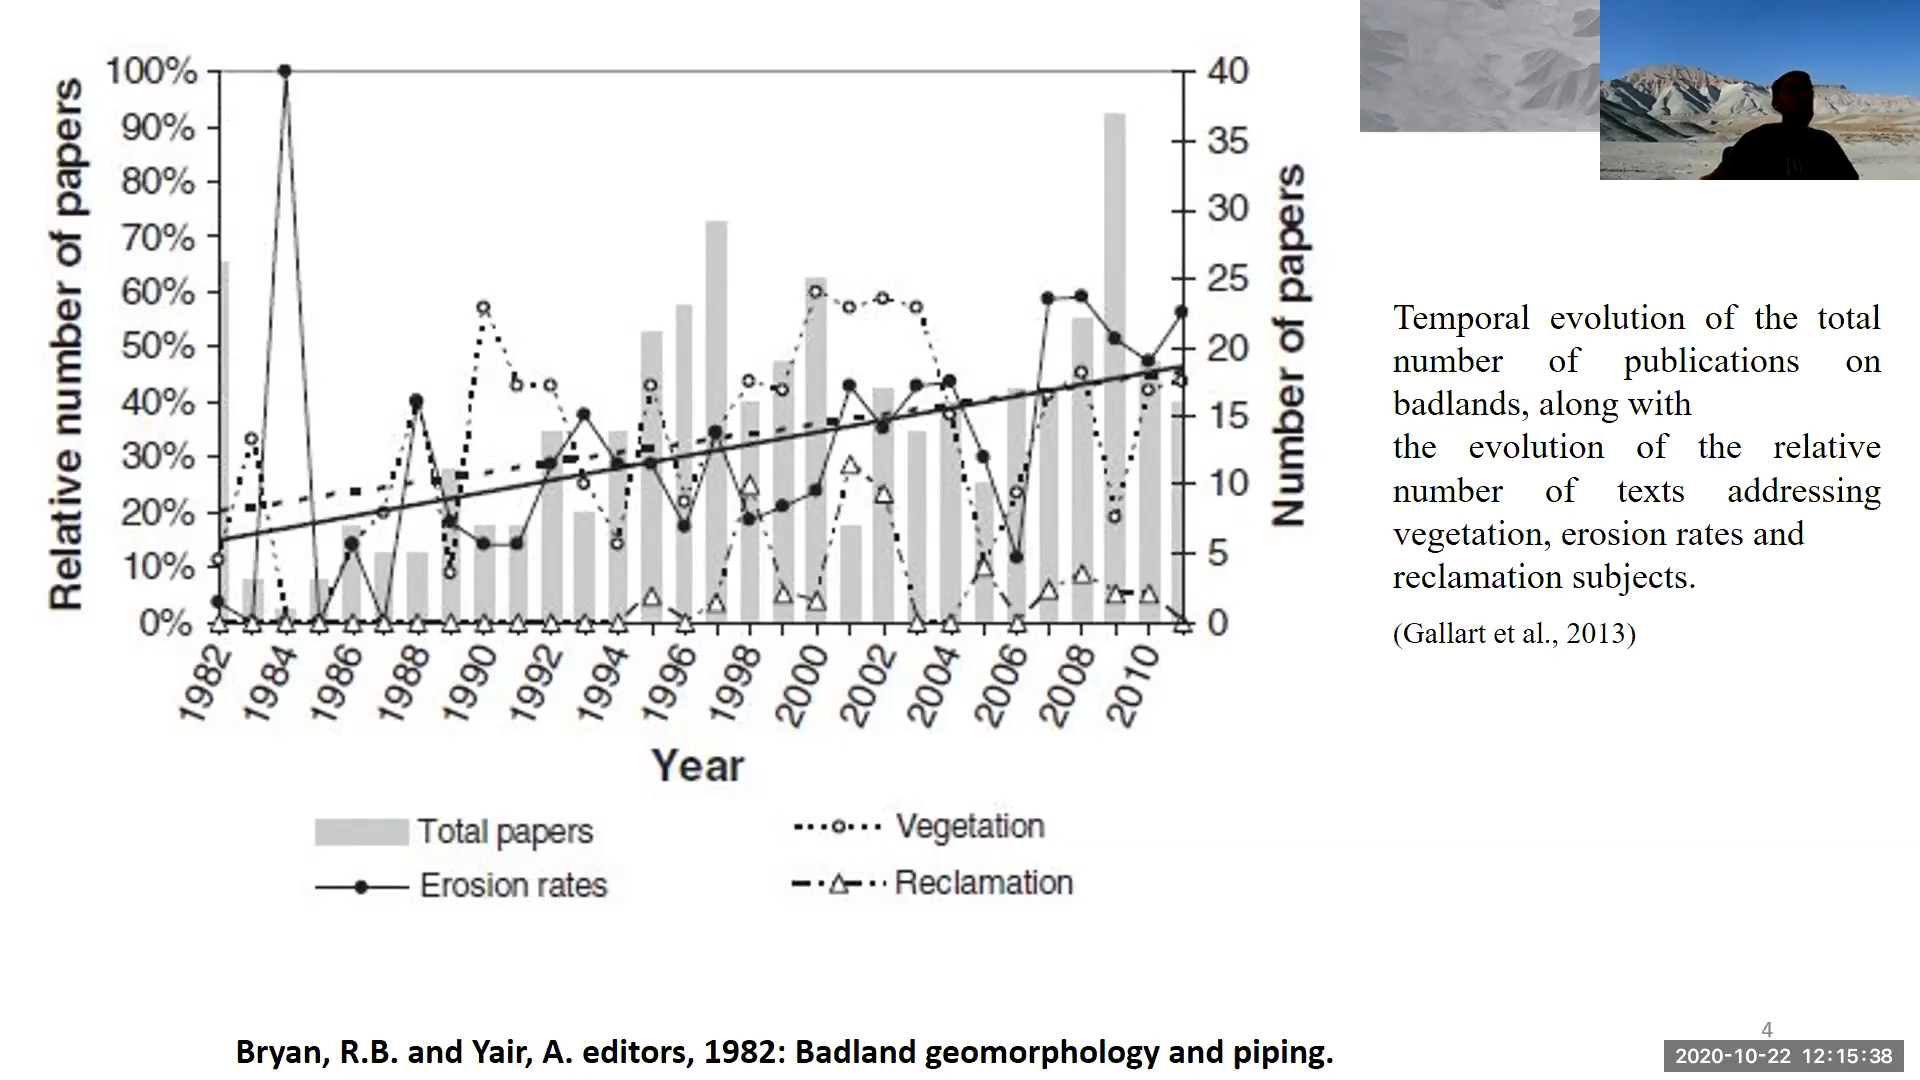 Relative number of papers
100%
90%
80%
70%
60%
50%
40%
30%
20%
10%
0%
40
35
30
25
20
15
10
5
0
Number of papers
1982
1984
1986
1988
1990
1992
1994
1996
1998
2000
2002
2004
2006
2008
2010
Year
Total papers
Vegetation
Erosion rates
Reclamation
Temporal evolution of the total
number of publications on
badlands, along with
the evolution of the relative
number of texts addressing
vegetation, erosion rates and
reclamation subjects.
(Gallart et al., 2013)
Bryan, R.B. and Yair, A. editors, 1982: Badland geomorphology and piping.
4
2020-10-22 12:15:38